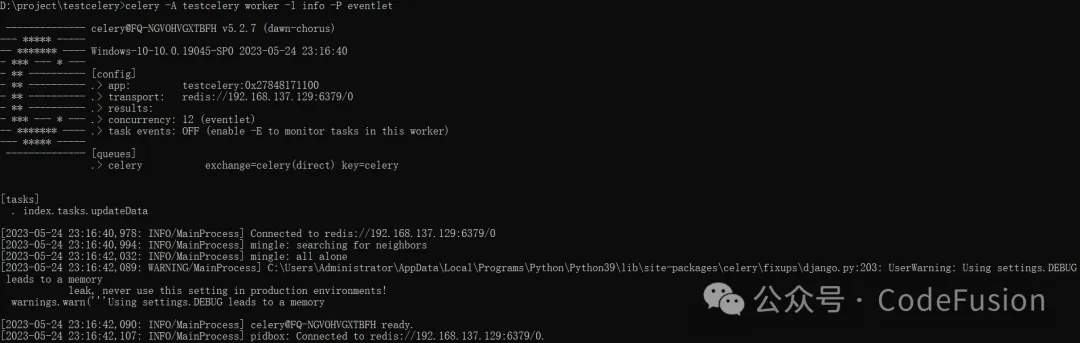 D:\project\testcelery>celery -A testcelery worker -l info -P eventlet
 -------------- celery@FQ-NGVOHVGXTBFH v5.2.7 (dawn-chorus)
--- ***** -----
-- ******* ---- Windows-10-10.0.19045-SP0 2023-05-24 23:16:40
- *** --- * ---
- ** ---------- [config]
- ** ---------- .> app:         testcelery:0x27848171100
- ** ---------- .> transport:   redis://192.168.137.129:6379/0
- ** ---------- .> results:
- *** --- * --- .> concurrency: 12 (eventlet)
-- ******* ---- .> task events: OFF (enable -E to monitor tasks in this worker)
--- ***** -----
 -------------- [queues]
                .> celery           exchange=celery(direct) key=celery
[tasks]
  . index.tasks.updateData
[2023-05-24 23:16:40,978: INFO/MainProcess] Connected to redis://192.168.137.129:6379/0
[2023-05-24 23:16:40,994: INFO/MainProcess] mingle: searching for neighbors
[2023-05-24 23:16:42,032: INFO/MainProcess] mingle: all alone
[2023-05-24 23:16:42,089: WARNING/MainProcess] C:\Users\Administrator\AppData\Local\Programs\Python\Python39\lib\site-packages\celery\fixups\django.py:203: UserWarning: Using settings.DEBUG
 leads to a memory
            leak, never use this setting in production environments!
  warnings.warn('''Using settings.DEBUG leads to a memory
[2023-05-24 23:16:42,090: INFO/MainProcess] celery@FQ-NGVOHVGXTBFH ready.
[2023-05-24 23:16:42,107: INFO/MainProcess] pidbox: Connected to redis://192.168.137.129:6379/0.
公众号·CodeFusion